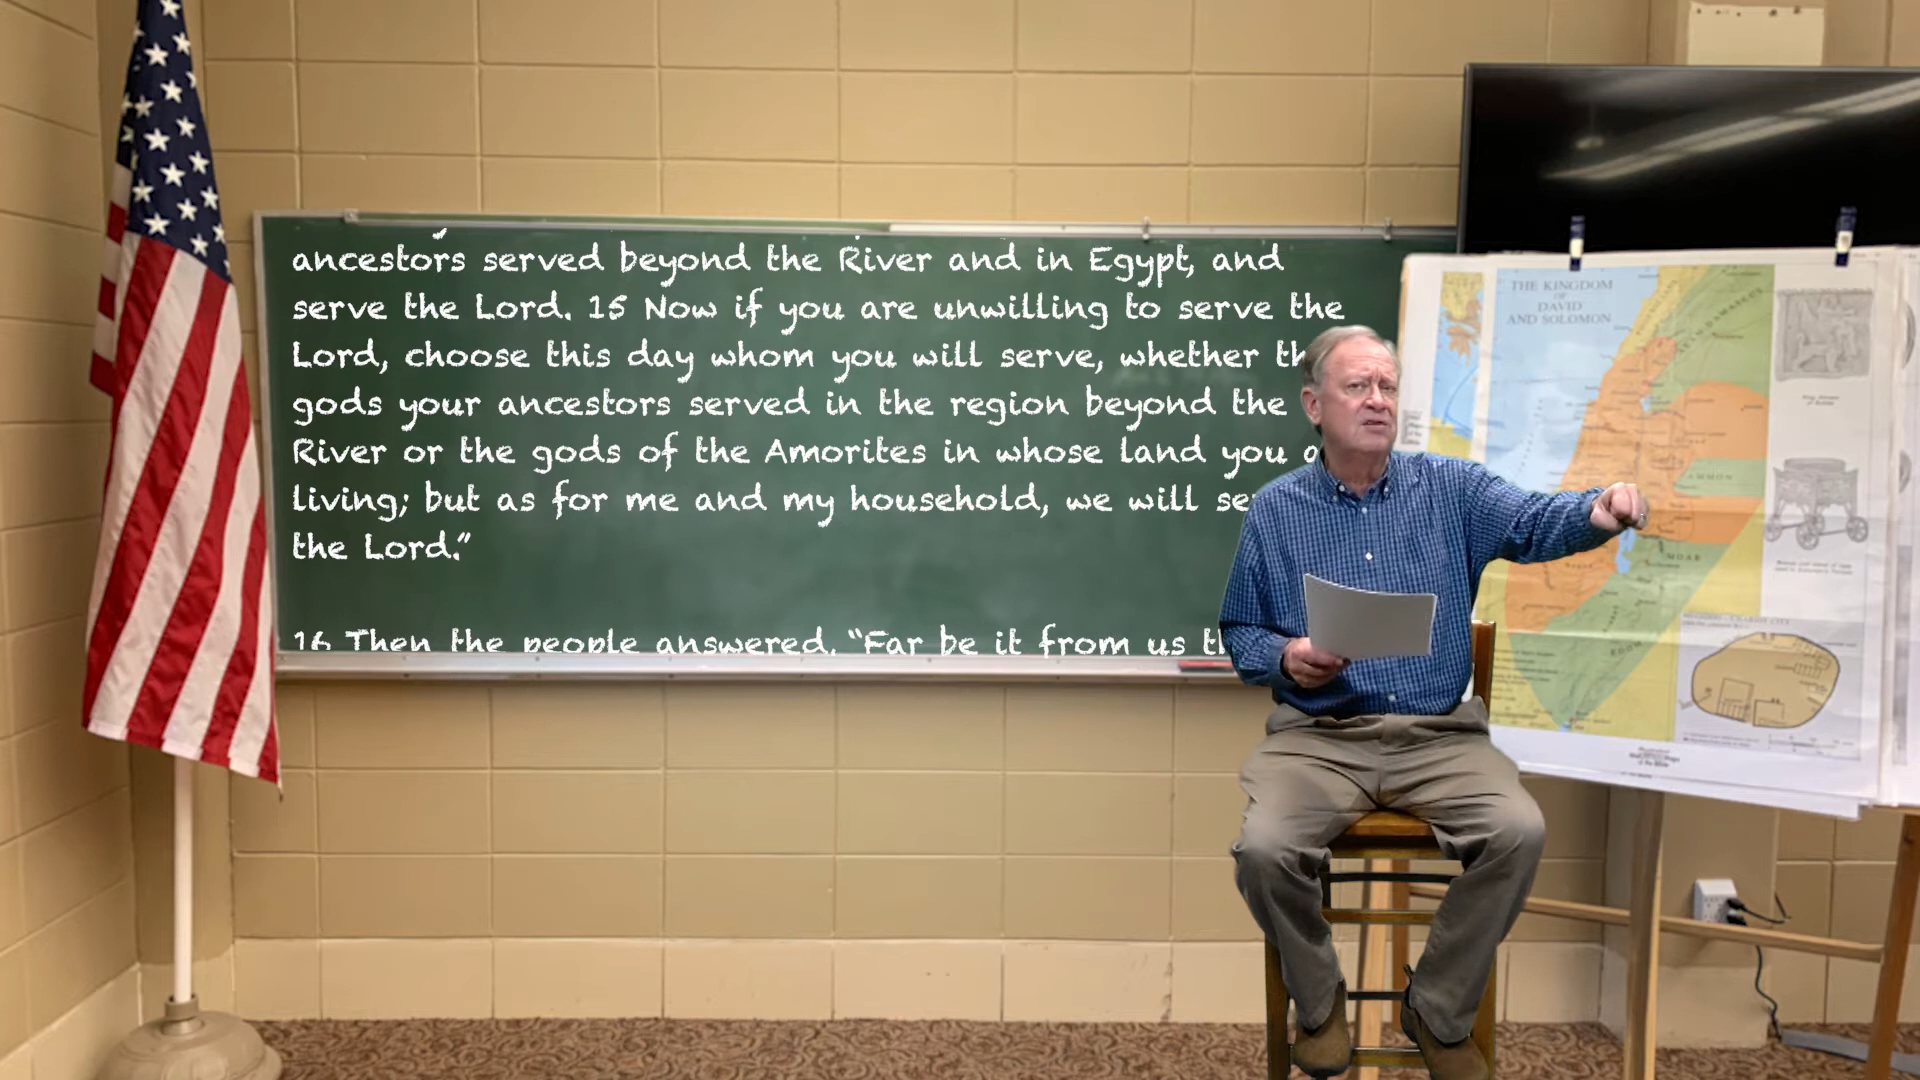 ancestors served beyond the River and in Egypt, and
serve the Lord. 15 Now if you are unwilling to serve the
Lord, choose this day whom you will serve, whether th
gods your ancestors served in the region beyond the
River or the gods of the Amorites in whose land you
living; but as for me and my household, we will se
the Lord.”
16 Then the people answered, “Far be it from us th
THE KINGDOM
OF
DAVID
AND SOLOMON
AMMON
MOAB
EDOM